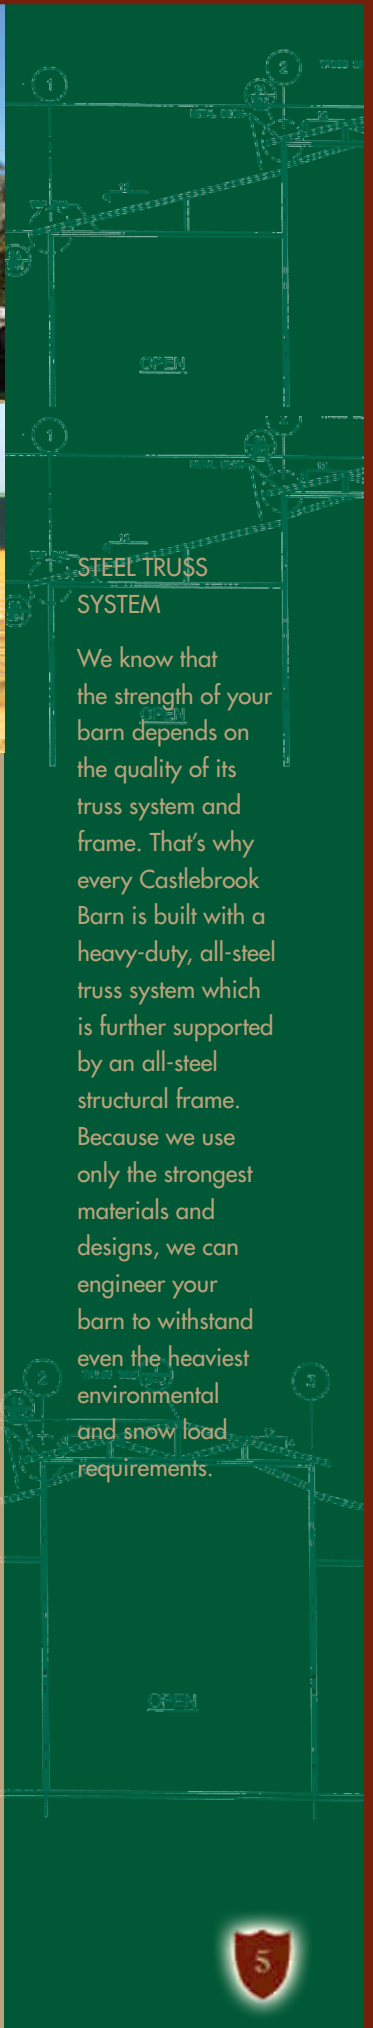 1
2
OPEN
1
2
STEEL TRUSS
SYSTEM
OPEN
We know that
the strength of your
barn depends on
the quality of its
truss system and
frame. That's why
every Castlebrook
Barn is built with a
heavy-duty, all-steel
truss system which
is further supported
by an all-steel
structural frame.
Because we use
only the strongest
materials and
designs, we can
engineer your
barn to withstand
even the heaviest
environmental
and snow load
requirements.
2
3
OPEN
5